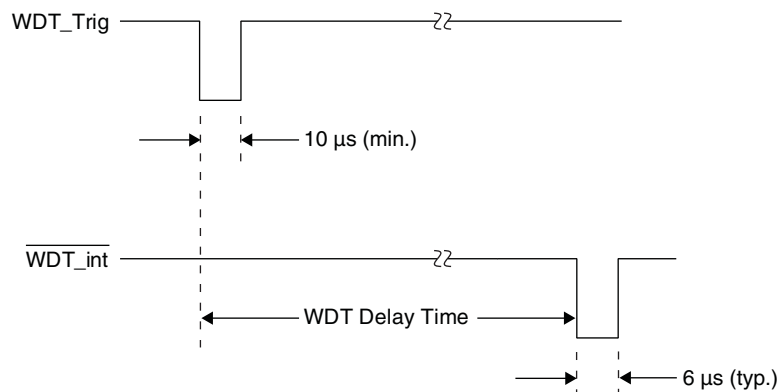 WDT_Trig
10 µs (min.)
WDT_int
WDT Delay Time
6 µs (typ.)